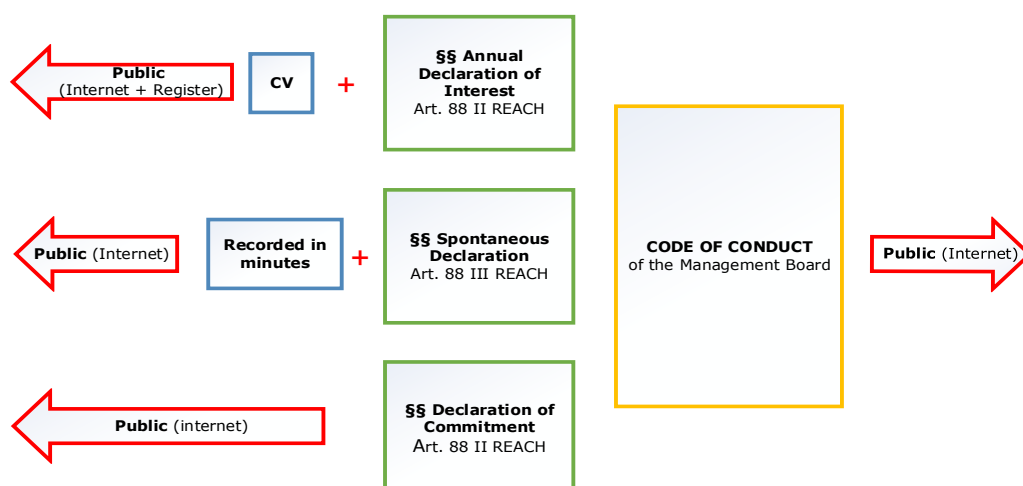 Public
(Internet + Register)
CV
+
§§ Annual
Declaration of
Interest
Art. 88 II REACH
Public (Internet)
Recorded in
minutes
+
§§ Spontaneous
Declaration
Art. 88 III REACH
CODE OF CONDUCT
of the Management Board
Public (Internet)
Public (internet)
§§ Declaration of
Commitment
Art. 88 II REACH